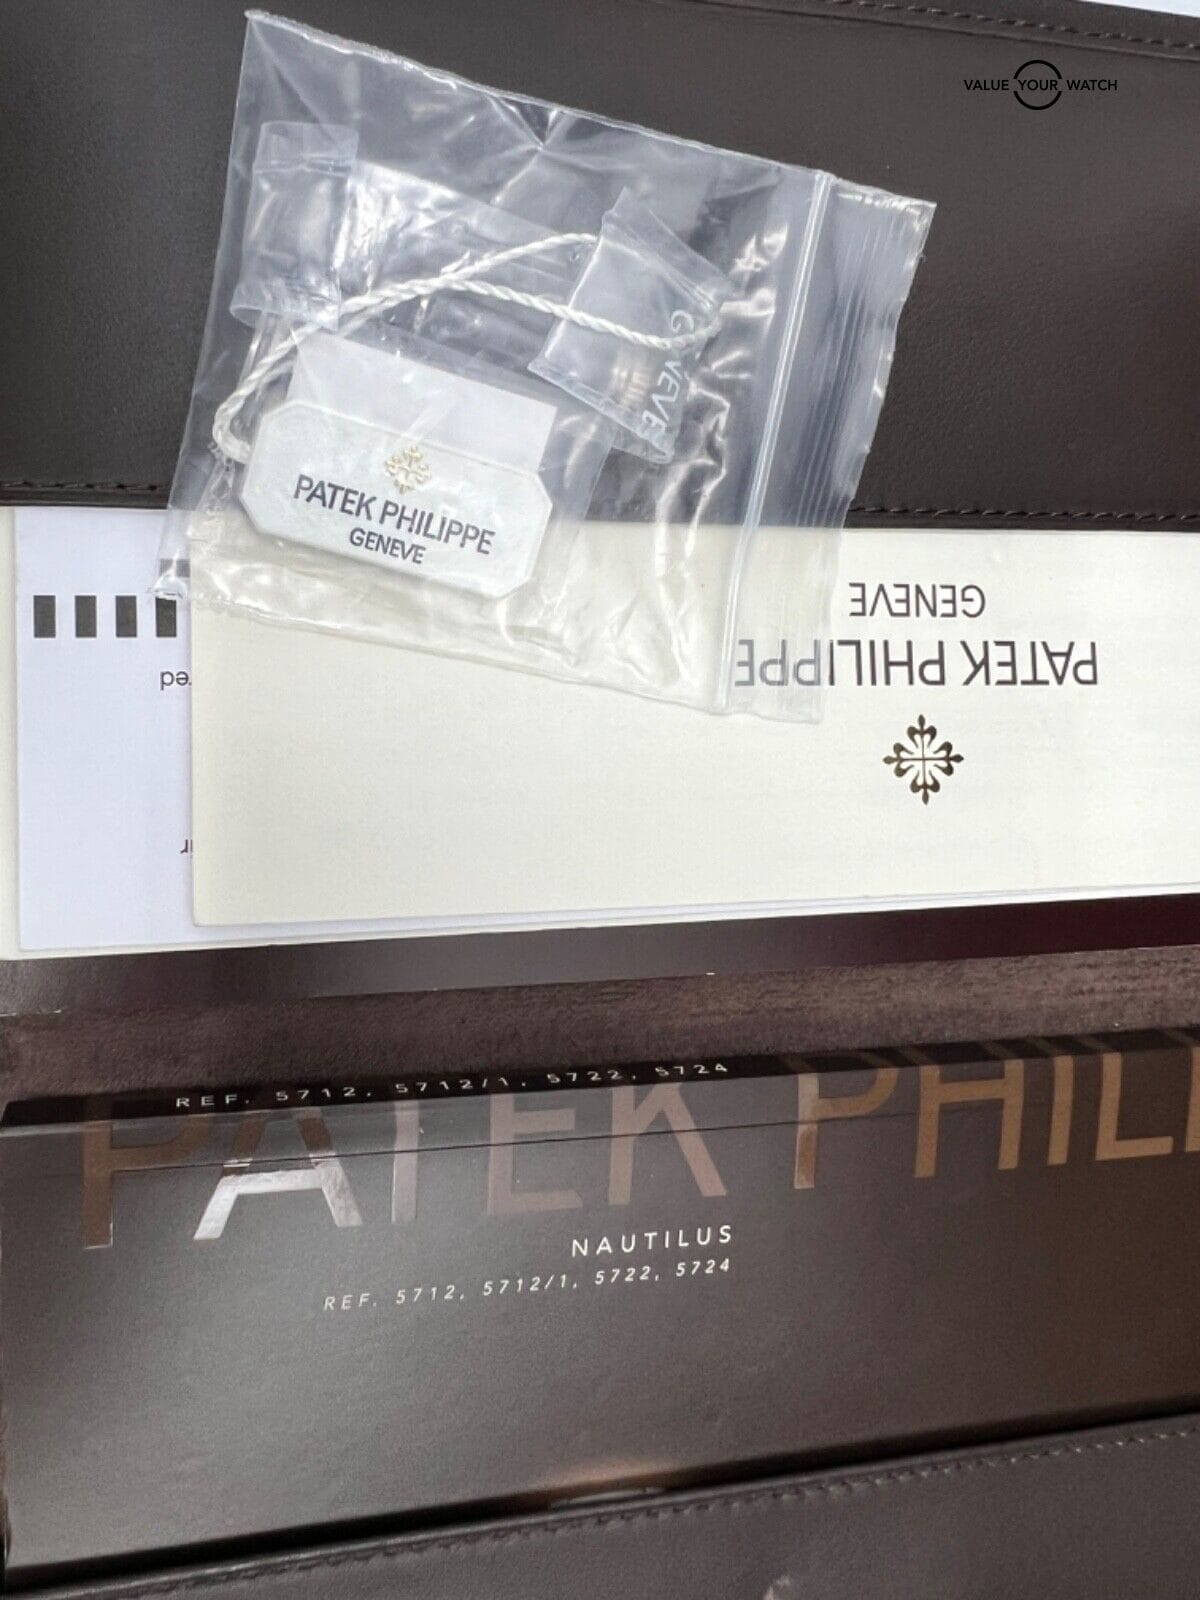 VALUE YOUR WATCH
GENEVE
PATEK PHILIPPE
GENEVE
PATEK PHILIPPE
GENEVE
REF. 5712, 5712/1, 5722, 5724
PATEK PHIL
NAUTILUS
REF. 5712, 5712/1, 5722, 5724